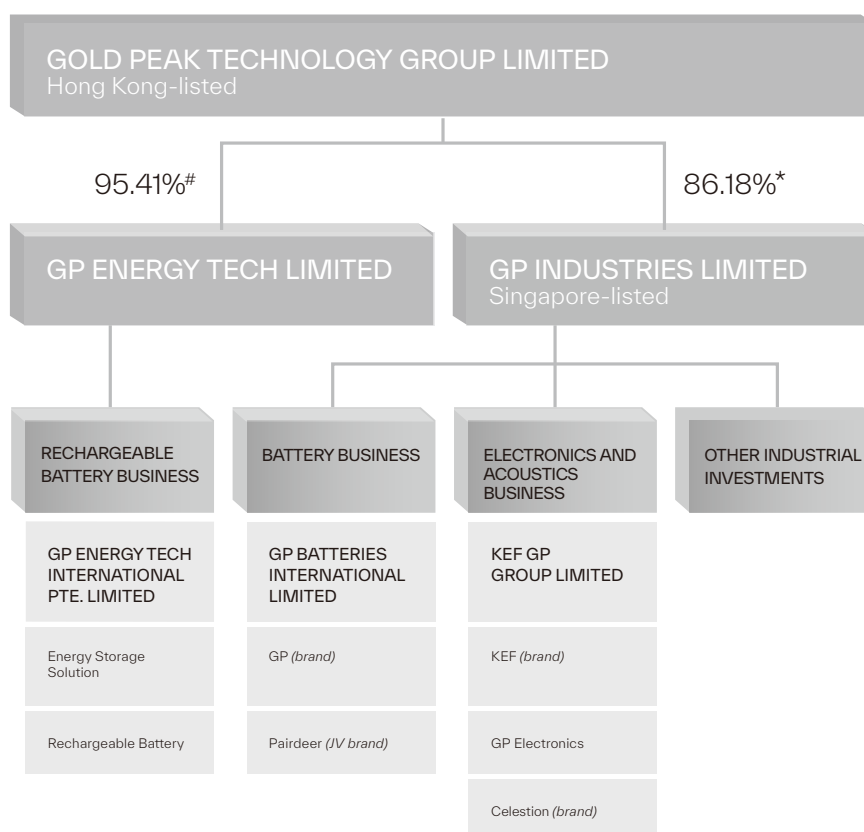 GOLD PEAK TECHNOLOGY GROUP LIMITED
Hong Kong-listed
95.41%#
86.18%*
GP ENERGY TECH LIMITED
GP INDUSTRIES LIMITED
Singapore-listed
RECHARGEABLE
BATTERY BUSINESS
BATTERY BUSINESS
ELECTRONICS AND
ACOUSTICS
BUSINESS
OTHER INDUSTRIAL
INVESTMENTS
GP ENERGY TECH
INTERNATIONAL
PTE. LIMITED
GP BATTERIES
INTERNATIONAL
LIMITED
KEF GP
GROUP LIMITED
Energy Storage
Solution
GP (brand)
KEF (brand)
Rechargeable Battery
Pairdeer (JV brand)
GP Electronics
Celestion (brand)